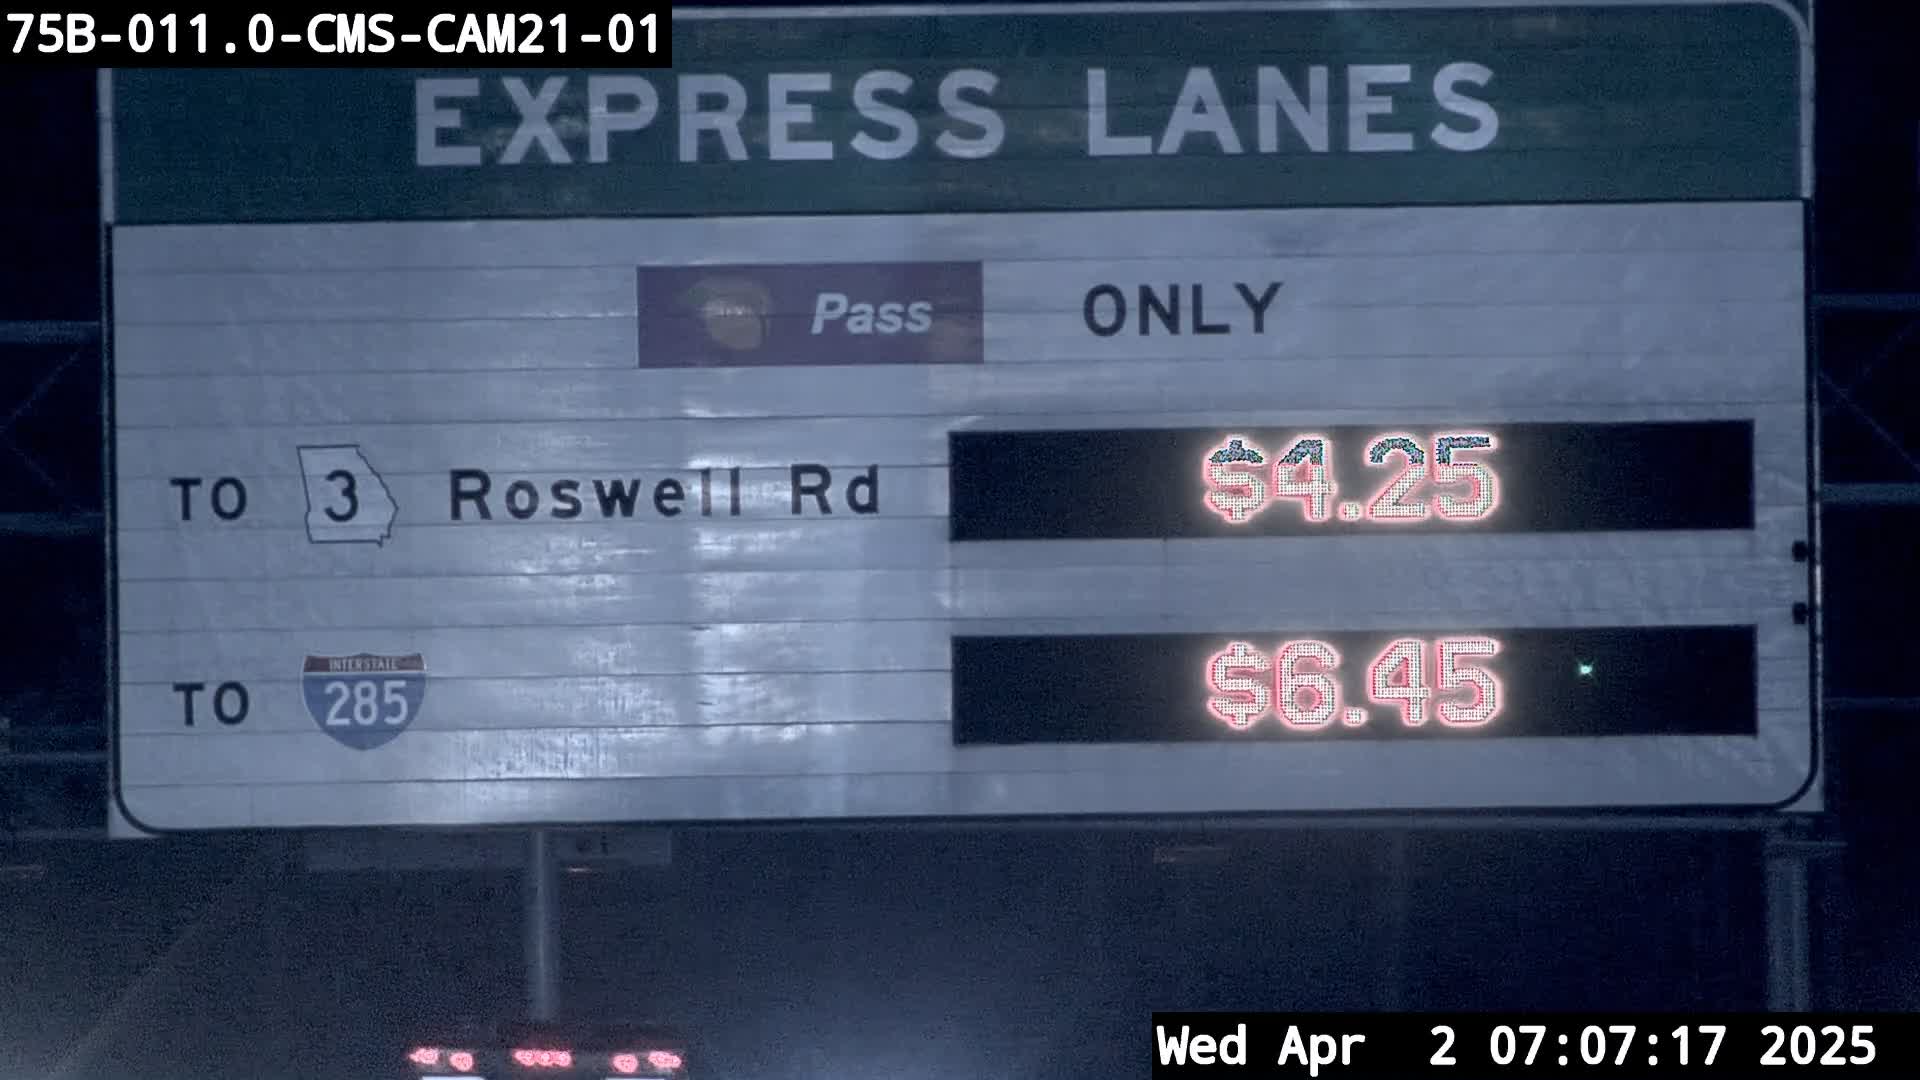 75B-011.0-CMS-CAM21-01
EXPRESS LANES
Pass ONLY
TO 3 Roswell Rd $4.25
TO INTERSTATE 285 $6.45
Wed Apr 2 07:07:17 2025